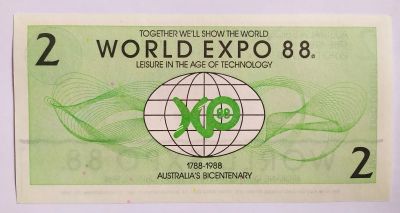 TOGETHER WE'LL SHOW THE WORLD
2 WORLD EXPO 88®
LEISURE IN THE AGE OF TECHNOLOGY
88
1788-1988
AUSTRALIA'S BICENTENARY
2